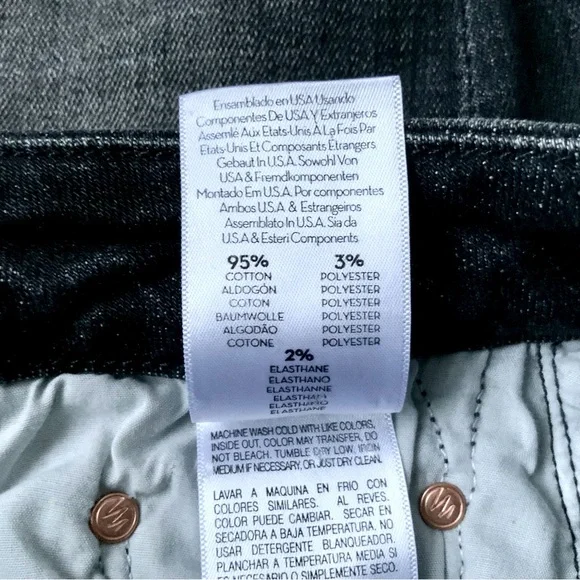 Ensamblado en USA Usando
Componentes De USA Y Extranjeros
Assemlé Aux Etats-Unis À La Fois Par
Etats-Unis Et Composants Etrangers
Gebaut In U.S.A. Sowohl Von
USA & Fremdkomponenten
Montado Em U.S.A. Por componentes
Ambos U.S.A & Estrangeiros
Assemblato In U.S.A. Sia da
U.S.A & Esteri Components
95% 3%
COTTON POLYESTER
ALDOGÓN POLYESTER
COTON POLYESTER
BAUMWOLLE POLYESTER
ALGODÃO POLYESTER
COTONE POLYESTER
2%
ELASTHANE
ELASTHANO
ELASTHANNE
ELASTHAN
ELASTHANO
ELASTHANE
MACHINE WASH COLD WITH LIKE COLORS,
INSIDE OUT, COLOR MAY TRANSFER, DO
NOT BLEACH. TUMBLE DRY LOW, IRON
MEDIUM IF NECESSARY, OR JUST DRY CLEAN.
LAVAR A MAQUINA EN FRIO CON
COLORES SIMILARES. AL REVES.
COLOR PUEDE CAMBIAR. SECAR EN
SECADORA A BAJA TEMPERATURA. NO
USAR DETERGENTE BLANQUEADOR.
PLANCHAR A TEMPERATURA MEDIA SI
ES NECESARIO O SIMPLEMENTE SECO.